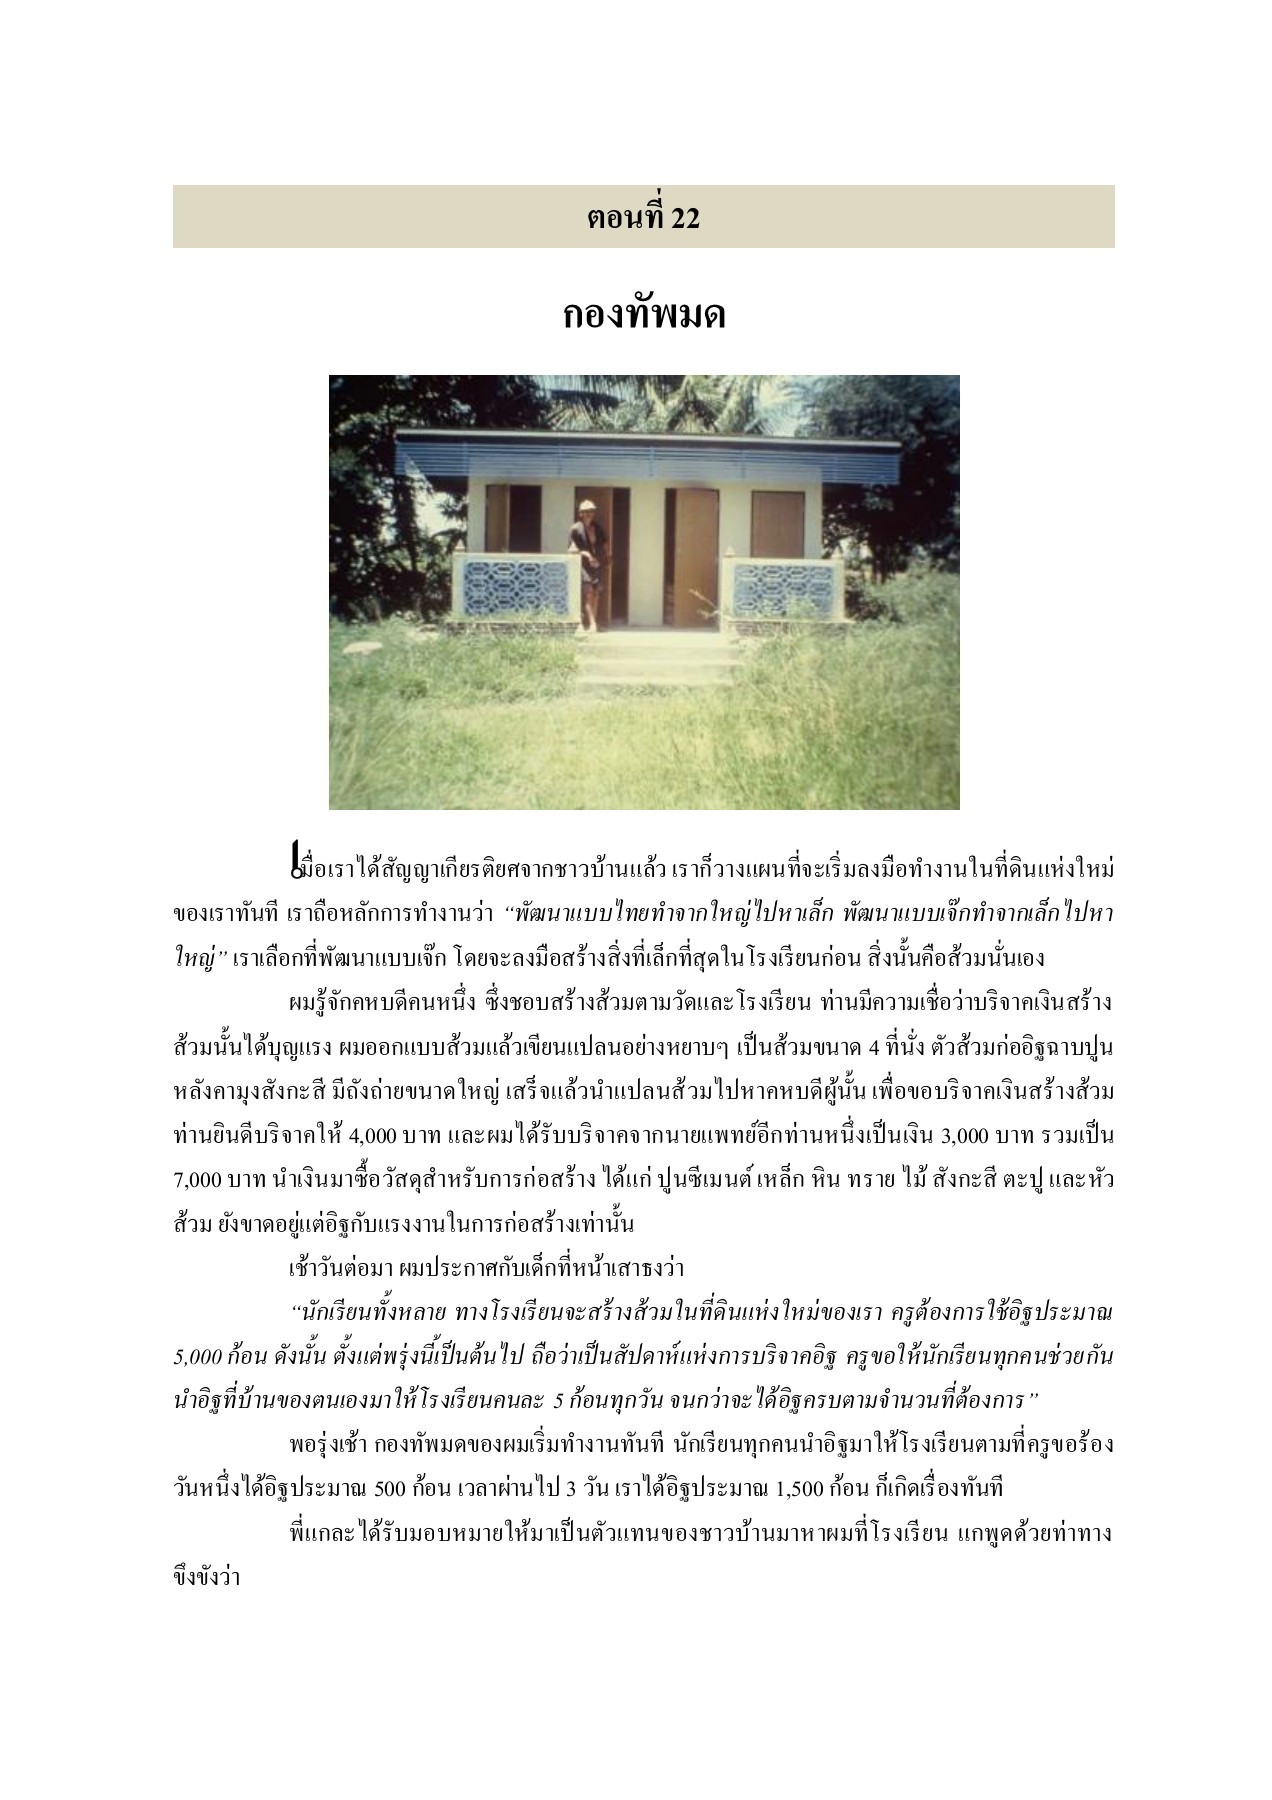 ตอนที่ 22
กองทัพมด
เมื่อเราได้สัญญาเกียรติยศจากชาวบ้านแล้ว เราก็วางแผนที่จะเริ่มลงมือทำงานในที่ดินแห่งใหม่
ของเราทันที เราถือหลักการทำงานว่า “พัฒนาแบบไทยทำจากใหญ่ไปหาเล็ก พัฒนาแบบเจ๊กทำจากเล็กไปหา
ใหญ่” เราเลือกที่พัฒนาแบบเจ๊ก โดยจะลงมือสร้างสิ่งที่เล็กที่สุดในโรงเรียนก่อน สิ่งนั้นคือส้วมนั่นเอง
ผมรู้จักคหบดีคนหนึ่ง ซึ่งชอบสร้างส้วมตามวัดและโรงเรียน ท่านมีความเชื่อว่าบริจาคเงินสร้าง
ส้วมนั้นได้บุญแรง ผมออกแบบส้วมแล้วเขียนแปลนอย่างหยาบๆ เป็นส้วมขนาด 4 ที่นั่ง ตัวส้วมก่ออิฐฉาบปูน
หลังคามุงสังกะสี มีถังถ่ายขนาดใหญ่ เสร็จแล้วนำแปลนส้วมไปหาคหบดีผู้นั้น เพื่อขอบริจาคเงินสร้างส้วม
ท่านยินดีบริจาคให้ 4,000 บาท และผมได้รับบริจาคจากนายแพทย์อีกท่านหนึ่งเป็นเงิน 3,000 บาท รวมเป็น
7,000 บาท นำเงินมาซื้อวัสดุสำหรับการก่อสร้าง ได้แก่ ปูนซีเมนต์ เหล็ก หิน ทราย ไม้ สังกะสี ตะปู และหัว
ส้วม ยังขาดอยู่แต่อิฐกับแรงงานในการก่อสร้างเท่านั้น
เช้าวันต่อมา ผมประกาศกับเด็กที่หน้าเสาธงว่า
“นักเรียนทั้งหลาย ทางโรงเรียนจะสร้างส้วมในที่ดินแห่งใหม่ของเรา ครูต้องการใช้อิฐประมาณ
5,000 ก้อน ดังนั้น ตั้งแต่พรุ่งนี้เป็นต้นไป ถือว่าเป็นสัปดาห์แห่งการบริจาคอิฐ ครูขอให้นักเรียนทุกคนช่วยกัน
นำอิฐที่บ้านของตนเองมาให้โรงเรียนคนละ 5 ก้อนทุกวัน จนกว่าจะได้อิฐครบตามจำนวนที่ต้องการ”
พอรุ่งเช้า กองทัพมดของผมเริ่มทำงานทันที นักเรียนทุกคนนำอิฐมาให้โรงเรียนตามที่ครูขอร้อง
วันหนึ่งได้อิฐประมาณ 500 ก้อน เวลาผ่านไป 3 วัน เราได้อิฐประมาณ 1,500 ก้อน ก็เกิดเรื่องทันที
พี่แกละได้รับมอบหมายให้มาเป็นตัวแทนของชาวบ้านมาหาผมที่โรงเรียน แกพูดด้วยท่าทาง
ขึงขังว่า